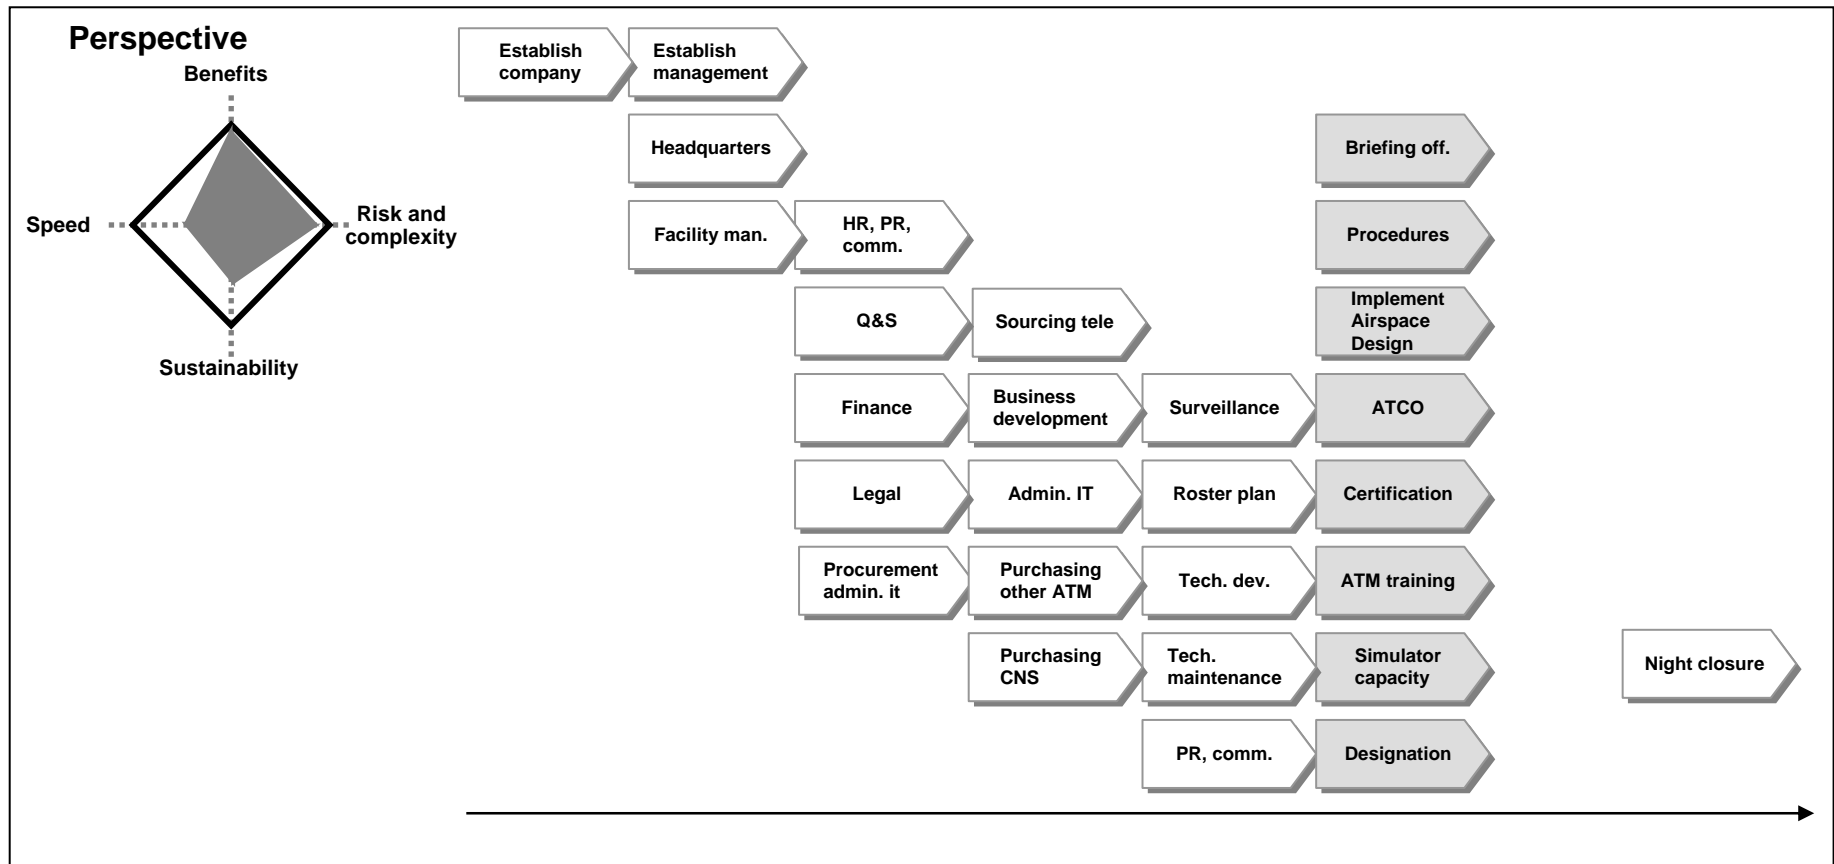 Perspective
Benefits
Speed
Risk and
complexity
Sustainability
Establish
company
Establish
management
Headquarters
Briefing off.
Facility man.
HR, PR,
comm.
Procedures
Q&S
Sourcing tele
Implement
Airspace
Design
Finance
Business
development
Surveillance
ATCO
Legal
Admin. IT
Roster plan
Certification
Procurement
admin. it
Purchasing
other ATM
Tech. dev.
ATM training
Purchasing
CNS
Tech.
maintenance
Simulator
capacity
Night closure
PR, comm.
Designation